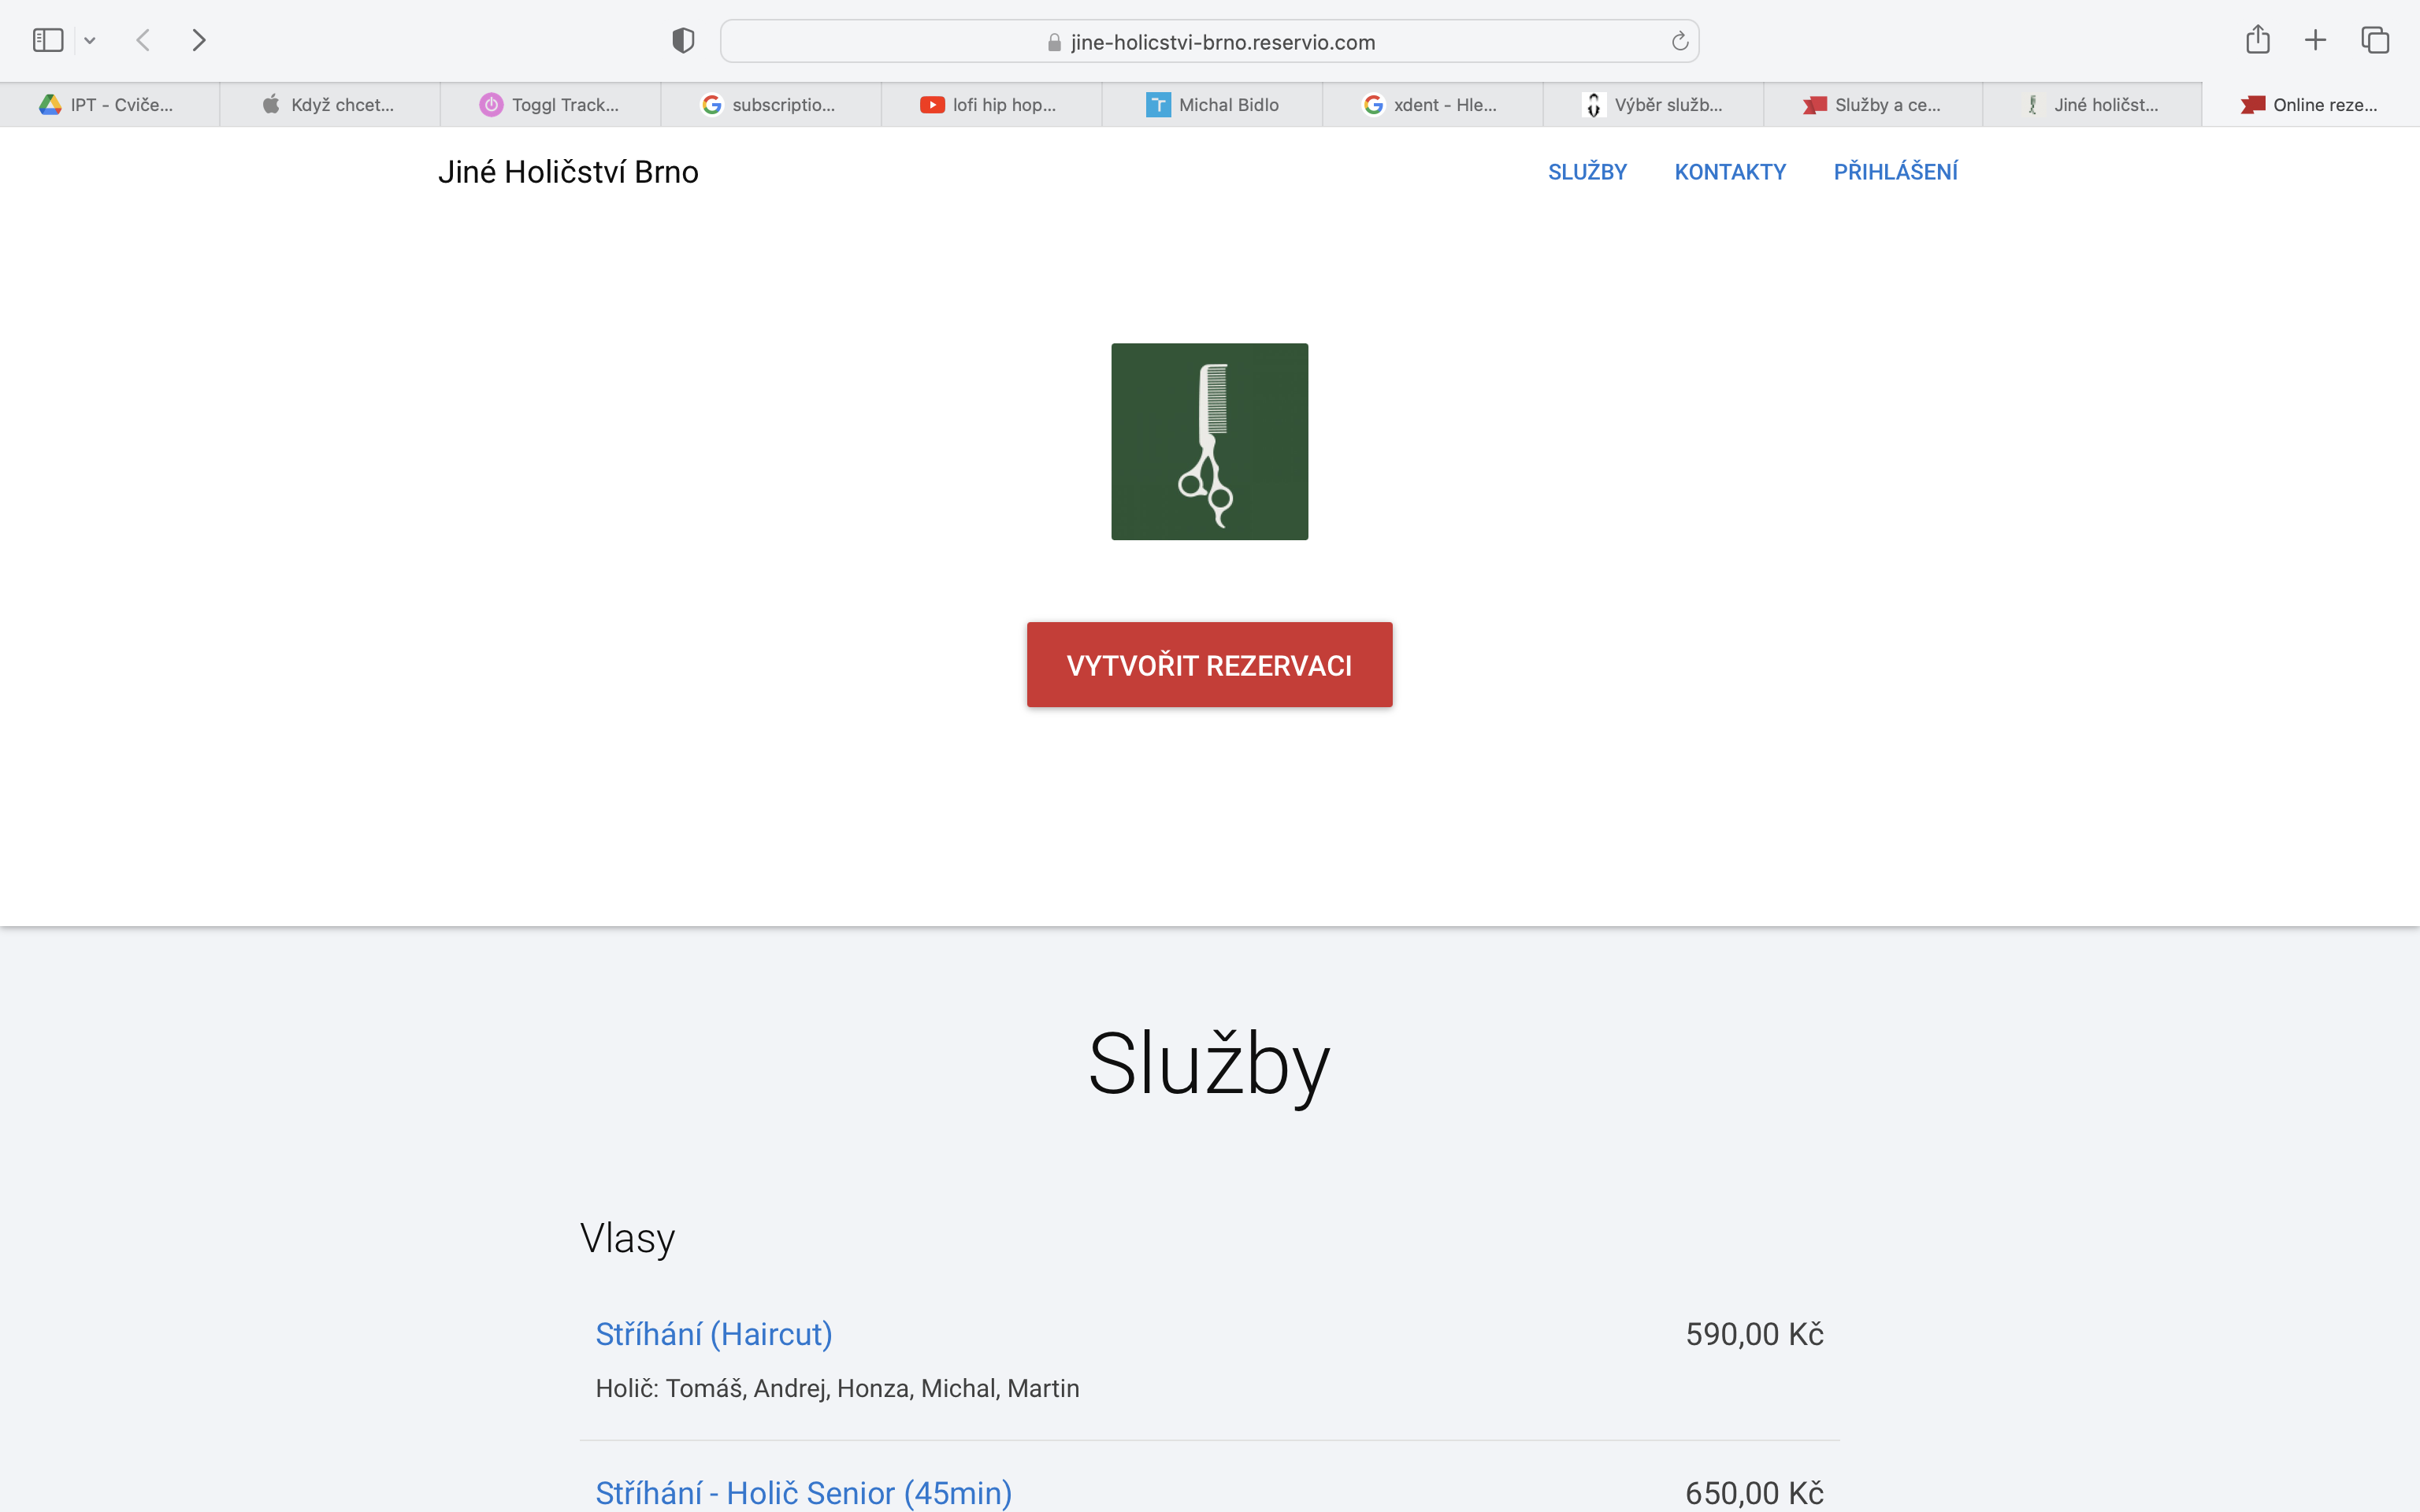 jine-holicstvi-brno.reservio.com
IPT - Cviče...
Když chcet...
Toggl Track...
subscriptio...
lofi hip hop...
Michal Bidlo
xdent - Hle...
Výběr služb...
Služby a ce...
Jiné holičst...
Online reze...
Jiné Holičství Brno
SLUŽBY
KONTAKTY
PŘIHLÁŠENÍ
VYTVOŘIT REZERVACI
Služby
Vlasy
Stříhání (Haircut)
590,00 Kč
Holič: Tomáš, Andrej, Honza, Michal, Martin
Stříhání - Holič Senior (45min)
650,00 Kč